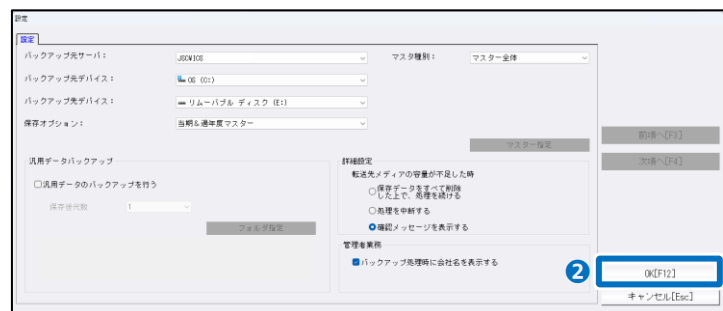 設定
設定
バックアップ元サーバ： JSCWICS マスタ種別： マスター全体
バックアップ元デバイス： OS (C:)
バックアップ先デバイス： リムーバブル ディスク (E:)
保存オプション： 当期&過年度マスター
マスター指定
前項へ[F3]
次項へ[F4]
汎用データバックアップ
汎用データのバックアップを行う
保存世代数 1
フォルダ指定
詳細設定
転送先メディアの容量が不足した時
保存データをすべて削除
した上で、処理を続ける
処理を中断する
確認メッセージを表示する
管理者業務
バックアップ処理時に会社名を表示する
2
OK[F12]
キャンセル[Esc]